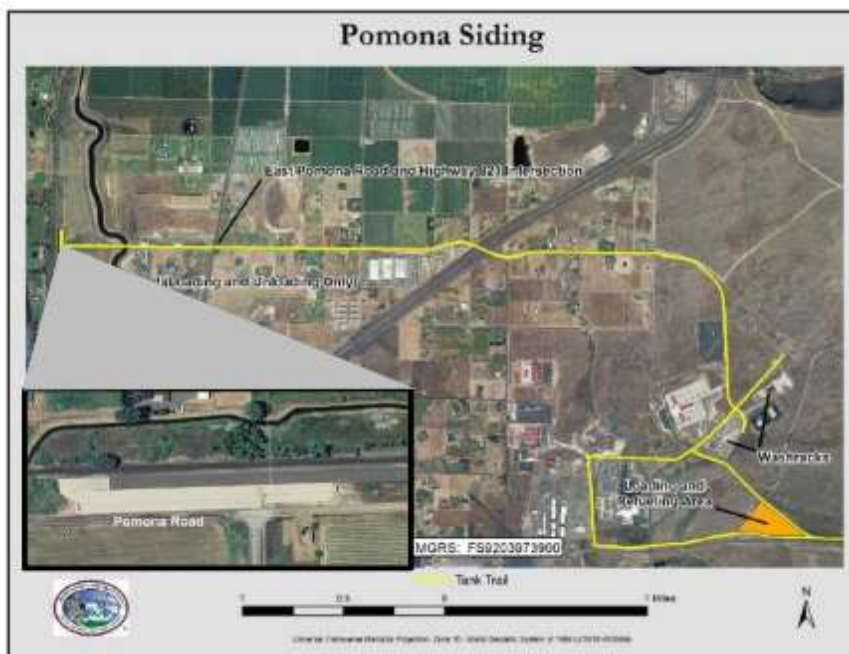 Pomona Siding
East Pomona Road and Highway 821 Intersection
Loading and Unloading Only)
Washracks
Loading and
Refueling Area
Pomona Road
MGRS: FS9203973900
Tank Trail
1 0.5 0 1 Miles
N